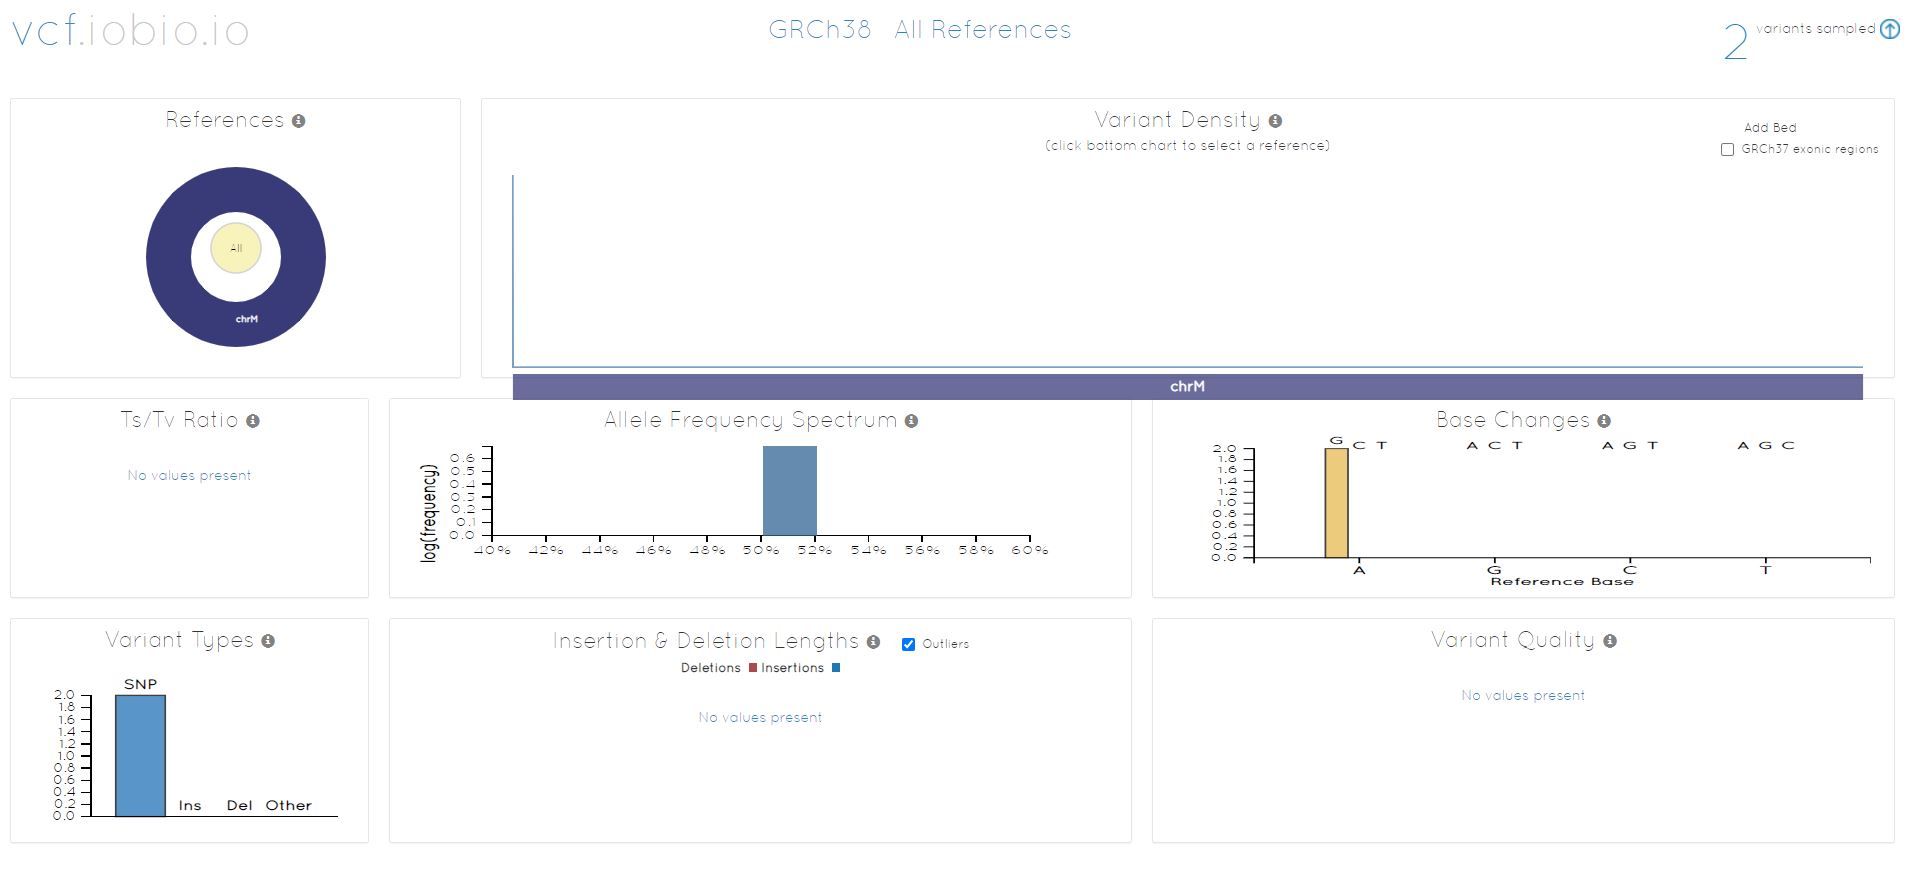 vcf.iobio.io
GRCh38 All References
2 variants sampled
References
All
chrM
Variant Density
(click bottom chart to select a reference)
Add Bed
GRCh37 exonic regions
chrM
Ts/Tv Ratio
No values present
Allele Frequency Spectrum
log(frequency)
0.6
0.5
0.4
0.3
0.2
0.1
0.0
40% 42% 44% 46% 48% 50% 52% 54% 56% 58% 60%
Base Changes
G C T A C T A G T A G C
2.0
1.8
1.6
1.4
1.2
1.0
0.8
0.6
0.4
0.2
0.0
A G C T
Reference Base
Variant Types
SNP
2.0
1.8
1.6
1.4
1.2
1.0
0.8
0.6
0.4
0.2
0.0
Ins Del Other
Insertion & Deletion Lengths
Outliers
Deletions Insertions
No values present
Variant Quality
No values present